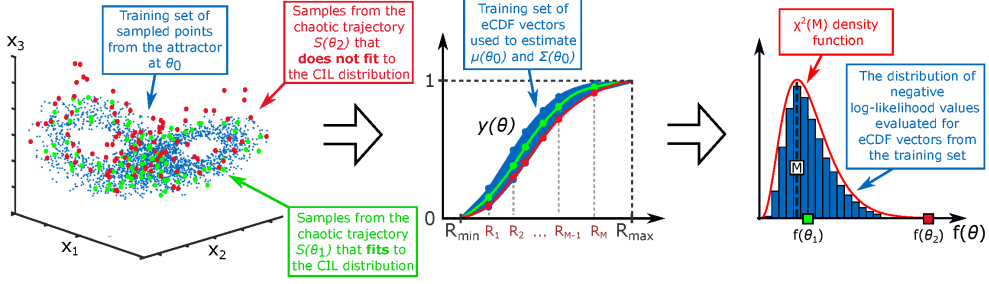 Training set of
sampled points
from the attractor
at θ0
Samples from the
chaotic trajectory
S(θ2) that
does not fit to
the CIL distribution
Samples from the
chaotic trajectory
S(θ1) that fits to
the CIL distribution
x3
x1
x2
Training set of
eCDF vectors
used to estimate
μ(θ0) and Σ(θ0)
1
y(θ)
0
Rmin R1 R2 ... RM-1 RM Rmax
χ²(M) density
function
The distribution of
negative
log-likelihood values
evaluated for
eCDF vectors from
the training set
M
f(θ1) f(θ2) f(θ)